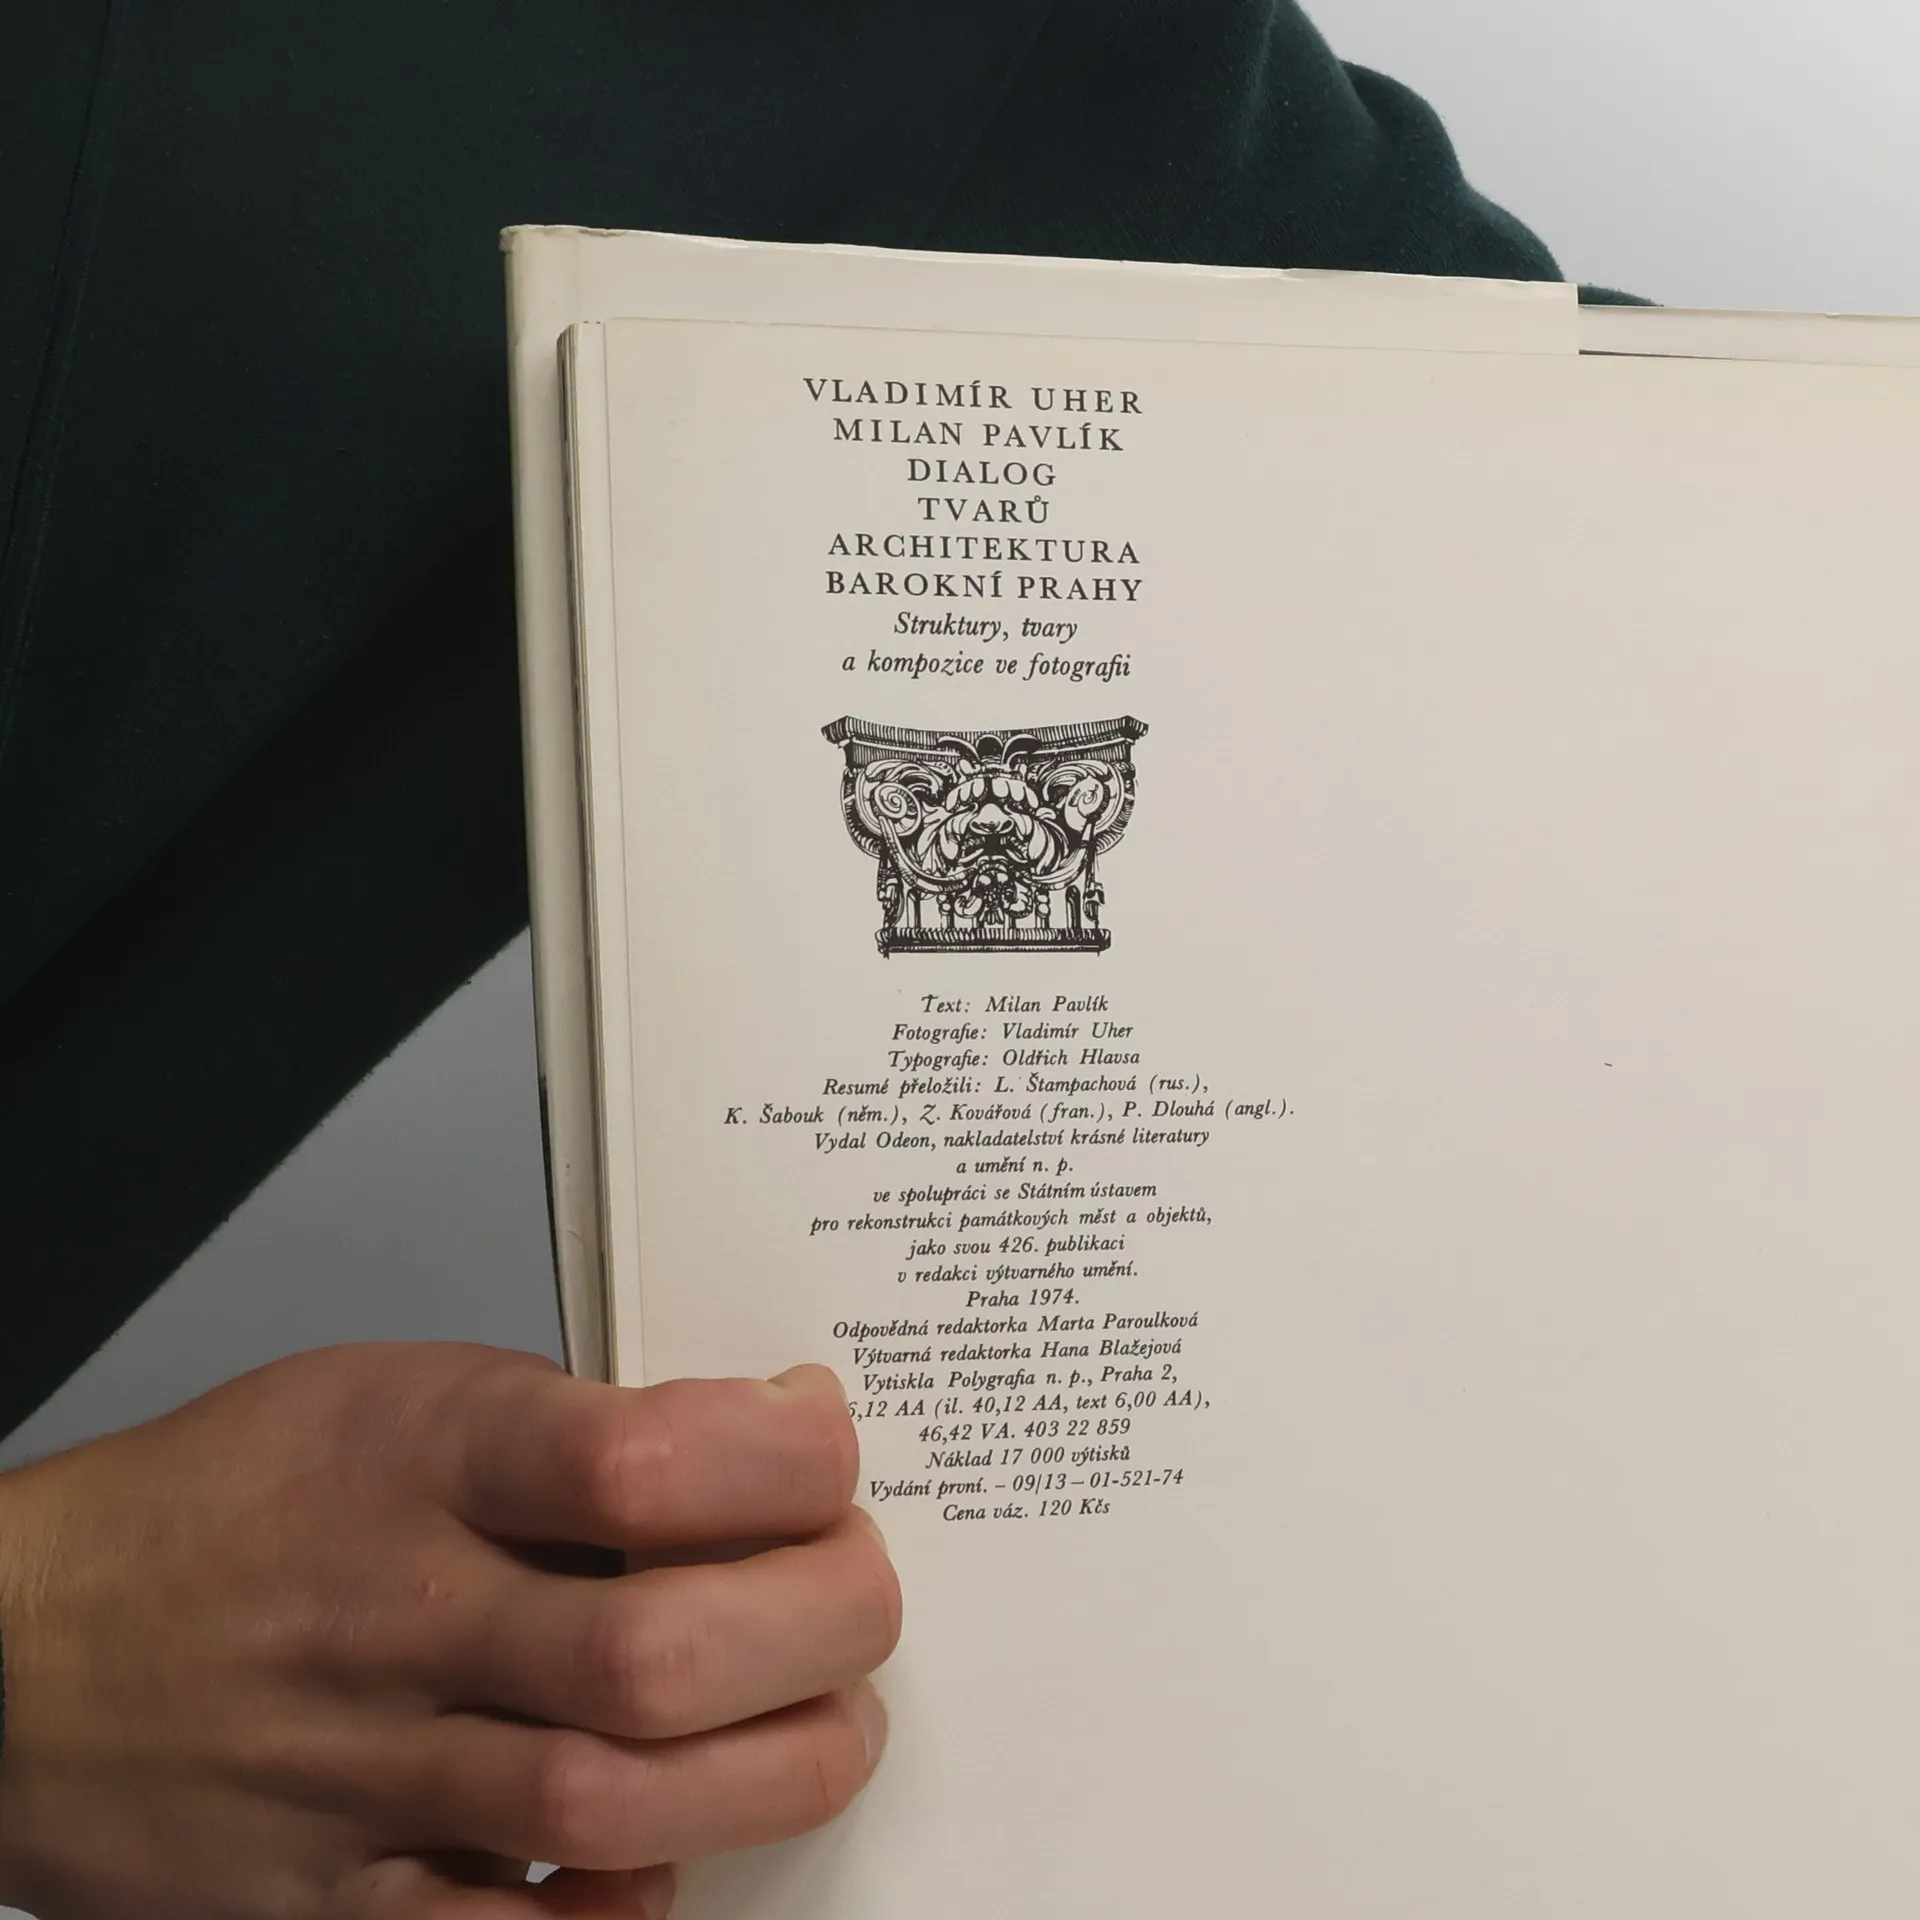 VLADIMÍR UHER
MILAN PAVLÍK
DIALOG
TVARŮ
ARCHITEKTURA
BAROKNÍ PRAHY
Struktury, tvary
a kompozice ve fotografii
Text: Milan Pavlík
Fotografie: Vladimír Uher
Typografie: Oldřich Hlavsa
Resumé přeložili: L. Štampachová (rus.),
K. Šabouk (něm.), Z. Kovářová (fran.), P. Dlouhá (angl.).
Vydal Odeon, nakladatelství krásné literatury
a umění n. p.
ve spolupráci se Státním ústavem
pro rekonstrukci památkových měst a objektů,
jako svou 426. publikaci
v redakci výtvarného umění.
Praha 1974.
Odpovědná redaktorka Marta Paroulková
Výtvarná redaktorka Hana Blažejová
Vytiskla Polygrafia n. p., Praha 2,
6,12 AA (il. 40,12 AA, text 6,00 AA),
46,42 VA. 403 22 859
Náklad 17 000 výtisků
Vydání první. – 09/13 – 01-521-74
Cena váz. 120 Kčs